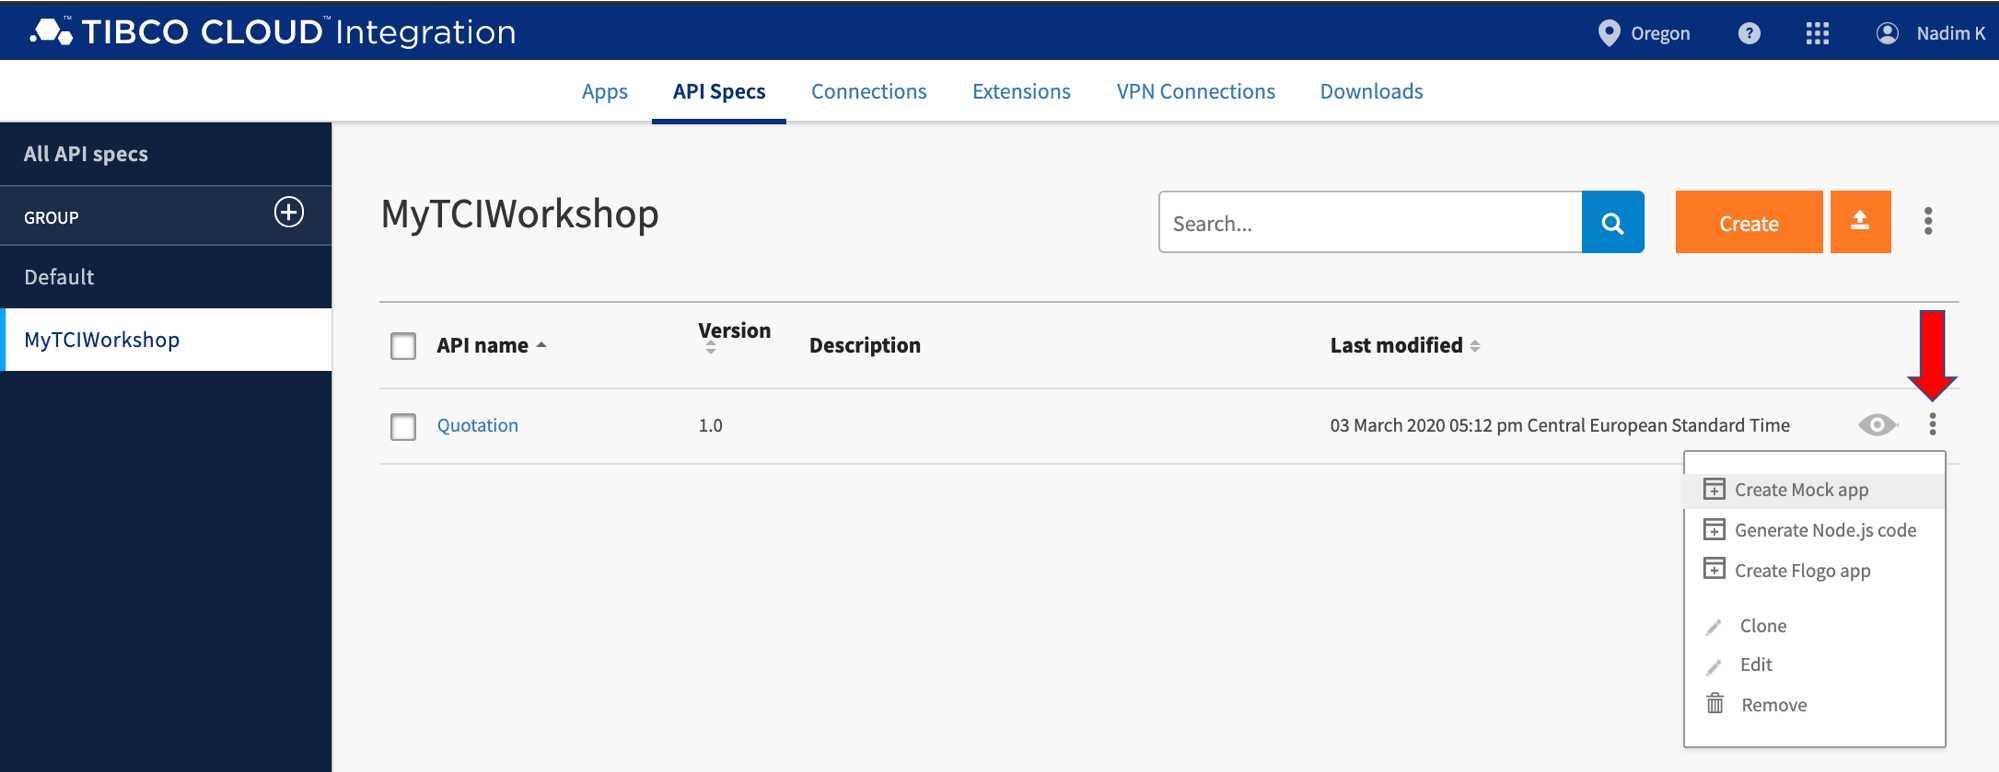 TIBCO CLOUD™ Integration
Oregon
?
Nadim K
Apps
API Specs
Connections
Extensions
VPN Connections
Downloads
All API specs
GROUP
Default
MyTCIWorkshop
MyTCIWorkshop
Search...
Create
API name
Version
Description
Last modified
Quotation
1.0
03 March 2020 05:12 pm Central European Standard Time
Create Mock app
Generate Node.js code
Create Flogo app
Clone
Edit
Remove